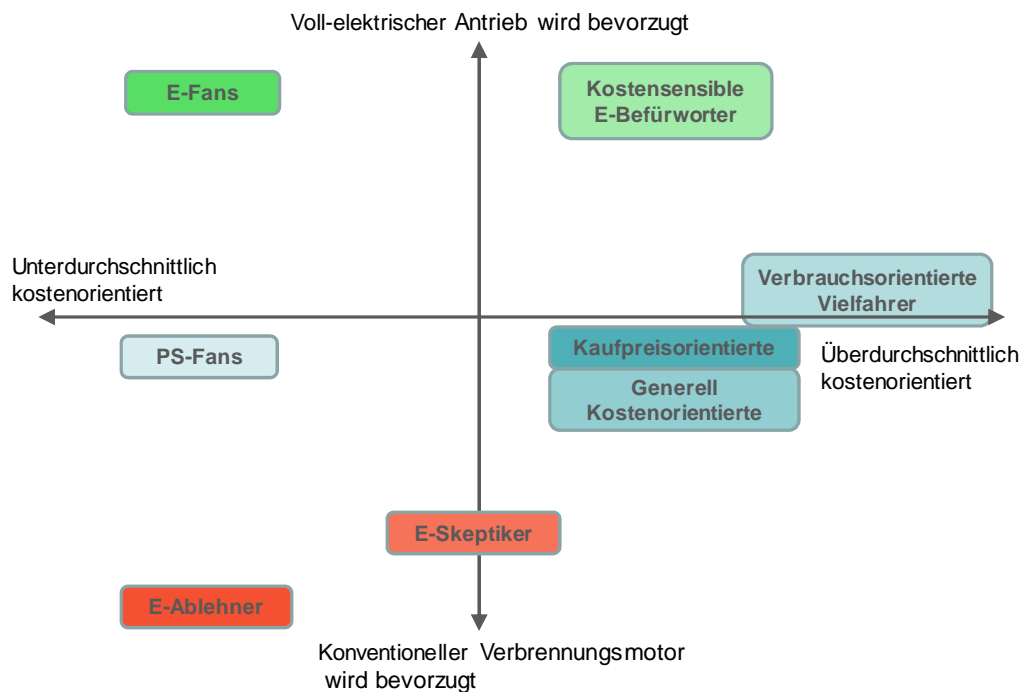 Voll-elektrischer Antrieb wird bevorzugt
E-Fans
Kostensensible
E-Befürworter
Unterdurchschnittlich
kostenorientiert
Verbrauchsorientierte
Vielfahrer
PS-Fans
Kaufpreisorientierte
Überdurchschnittlich
kostenorientiert
Generell
Kostenorientierte
E-Skeptiker
E-Ablehner
Konventioneller Verbrennungsmotor
wird bevorzugt